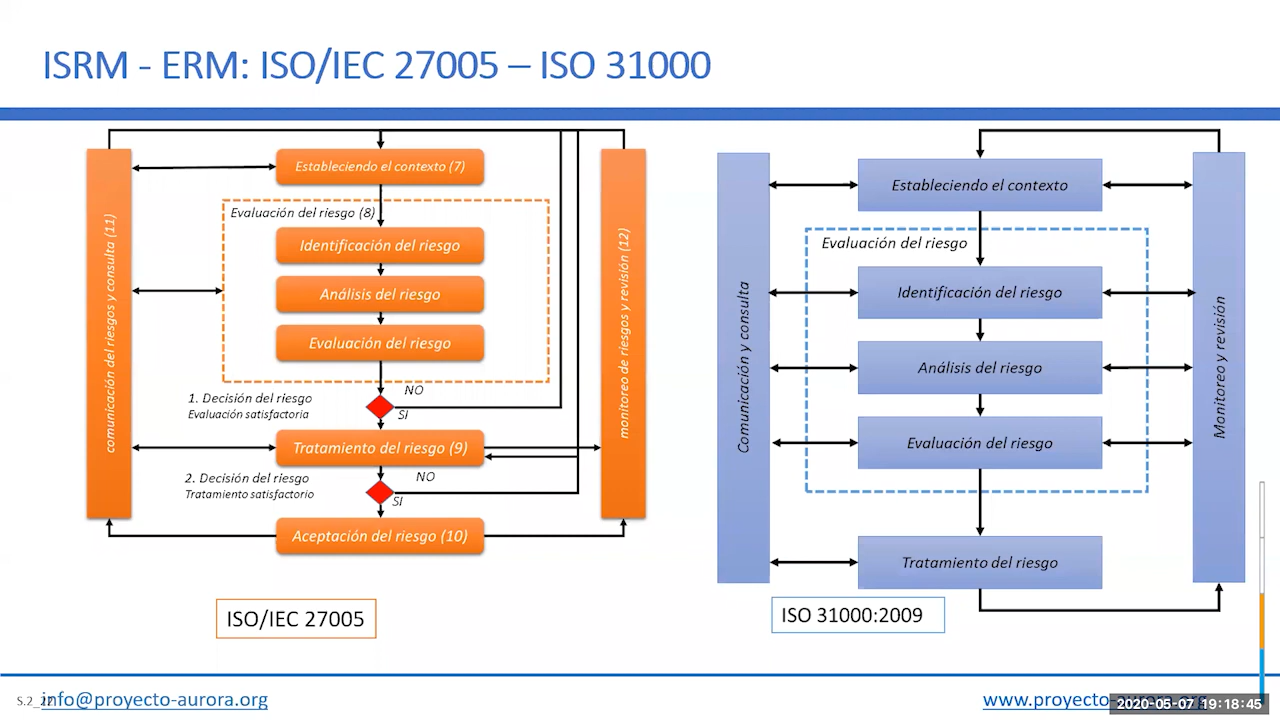 ISRM - ERM: ISO/IEC 27005 – ISO 31000
comunicación del riesgos y consulta (11)
Estableciendo el contexto (7)
Evaluación del riesgo (8)
Identificación del riesgo
Análisis del riesgo
Evaluación del riesgo
NO
1. Decisión del riesgo
Evaluación satisfactoria
SI
Tratamiento del riesgo (9)
NO
2. Decisión del riesgo
Tratamiento satisfactorio
SI
Aceptación del riesgo (10)
monitoreo de riesgos y revisión (12)
ISO/IEC 27005
Comunicación y consulta
Estableciendo el contexto
Evaluación del riesgo
Identificación del riesgo
Análisis del riesgo
Evaluación del riesgo
Tratamiento del riesgo
Monitoreo y revisión
ISO 31000:2009
info@proyecto-aurora.org
www.proyecto-aurora.org
2020-05-07 19:18:45